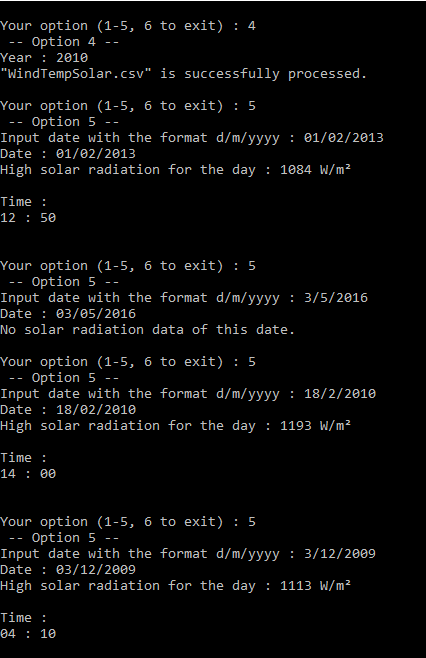 Your option (1-5, 6 to exit) : 4
-- Option 4 --
Year : 2010
"WindTempSolar.csv" is successfully processed.
Your option (1-5, 6 to exit) : 5
-- Option 5 --
Input date with the format d/m/yyyy : 01/02/2013
Date : 01/02/2013
High solar radiation for the day : 1084 W/m²
Time :
12 : 50
Your option (1-5, 6 to exit) : 5
-- Option 5 --
Input date with the format d/m/yyyy : 3/5/2016
Date : 03/05/2016
No solar radiation data of this date.
Your option (1-5, 6 to exit) : 5
-- Option 5 --
Input date with the format d/m/yyyy : 18/2/2010
Date : 18/02/2010
High solar radiation for the day : 1193 W/m²
Time :
14 : 00
Your option (1-5, 6 to exit) : 5
-- Option 5 --
Input date with the format d/m/yyyy : 3/12/2009
Date : 03/12/2009
High solar radiation for the day : 1113 W/m²
Time :
04 : 10